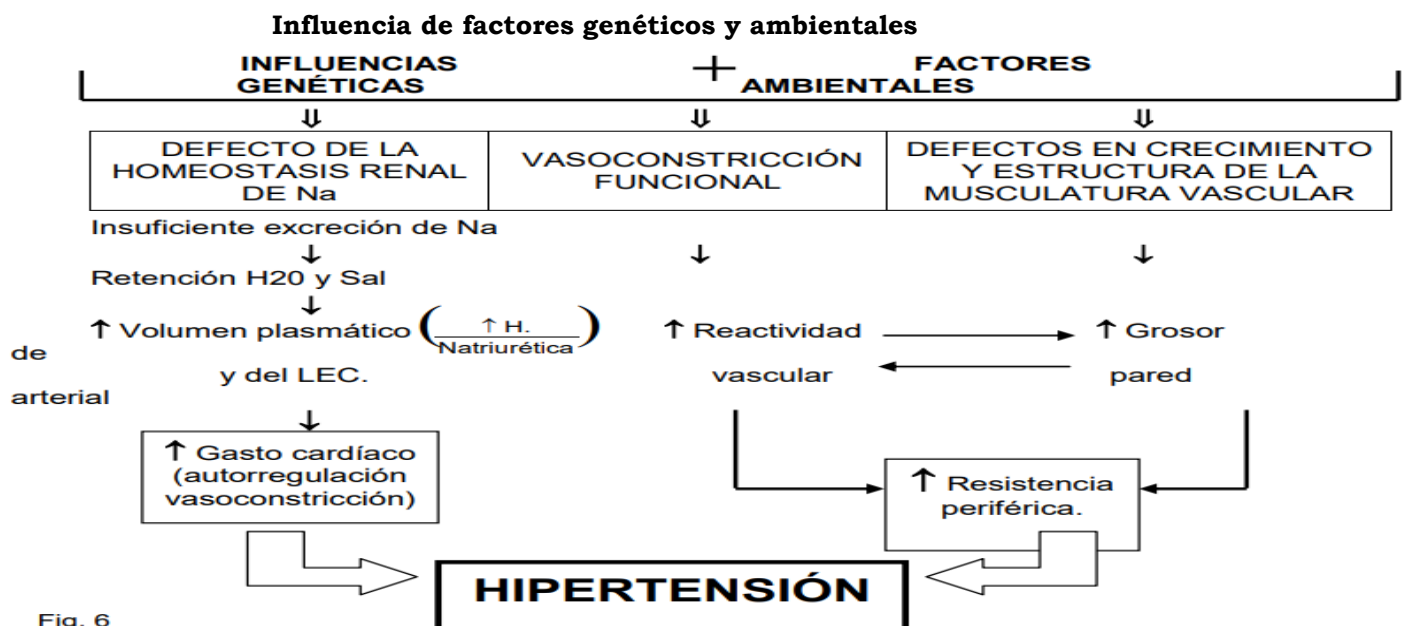 Influencia de factores genéticos y ambientales
INFLUENCIAS + FACTORES
GENÉTICAS AMBIENTALES
⇓ ⇓ ⇓
DEFECTO DE LA
HOMEOSTASIS RENAL
DE Na
VASOCONSTRICCIÓN
FUNCIONAL
DEFECTOS EN CRECIMIENTO
Y ESTRUCTURA DE LA
MUSCULATURA VASCULAR
Insuficiente excreción de Na
↓ ↓ ↓
Retención H20 y Sal
↓
↑ Volumen plasmático (↑ H.
Natriurética)
↑ Reactividad
↑ Grosor
de
y del LEC.
vascular
pared
arterial
↓
↑ Gasto cardíaco
(autorregulación
vasoconstricción)
↑ Resistencia
periférica.
HIPERTENSIÓN
Fig. 6